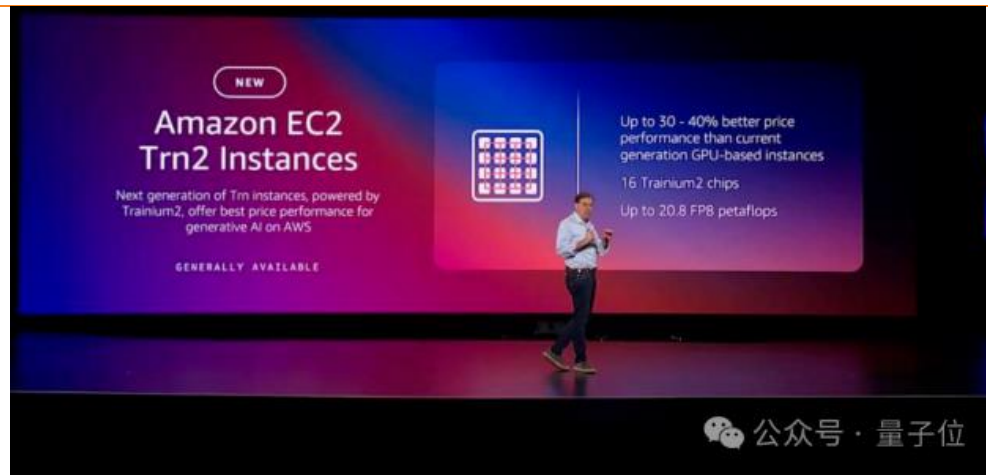 NEW
Amazon EC2
Trn2 Instances
Next generation of Trn instances, powered by
Trainium2, offer best price performance for
generative AI on AWS
GENERALLY AVAILABLE
Up to 30 - 40% better price
performance than current
generation GPU-based instances
16 Trainium2 chips
Up to 20.8 FP8 petaflops
公众号 · 量子位